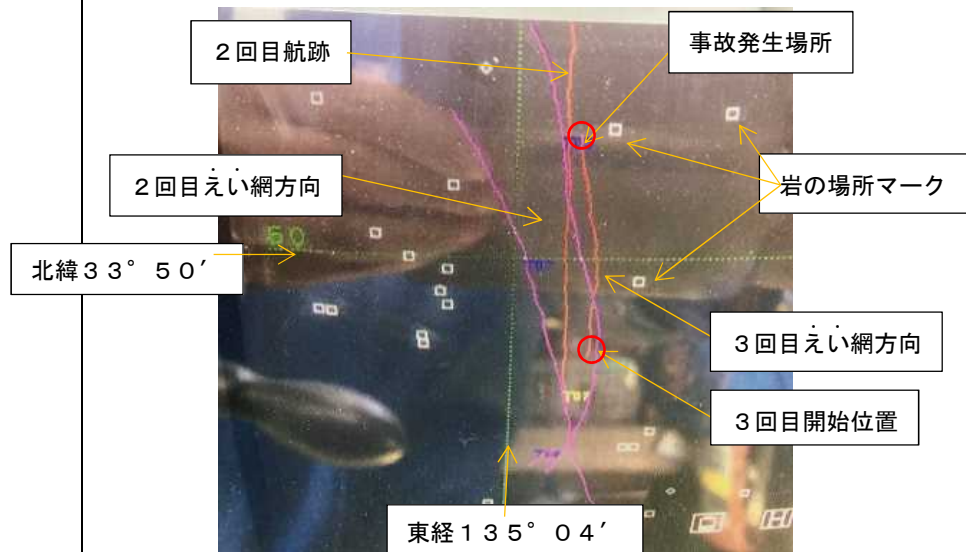 ２回目航跡
事故発生場所
２回目えい網方向
岩の場所マーク
50
北緯３３°５０′
３回目えい網方向
３回目開始位置
東経１３５°０４′